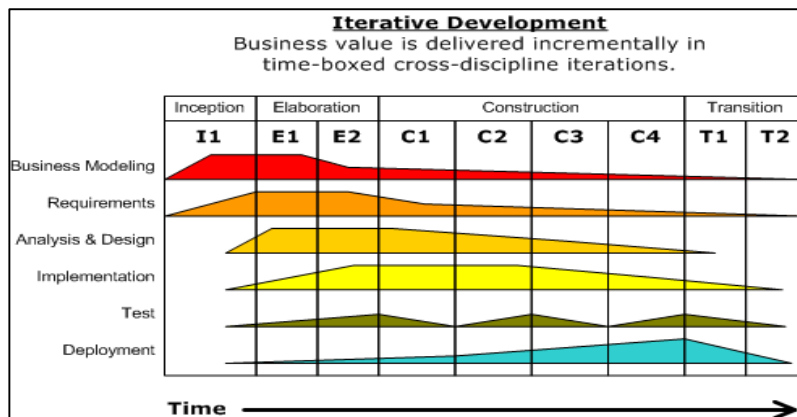 Iterative Development
Business value is delivered incrementally in
time-boxed cross-discipline iterations.
Inception Elaboration Construction Transition
I1 E1 E2 C1 C2 C3 C4 T1 T2
Business Modeling
Requirements
Analysis & Design
Implementation
Test
Deployment
Time